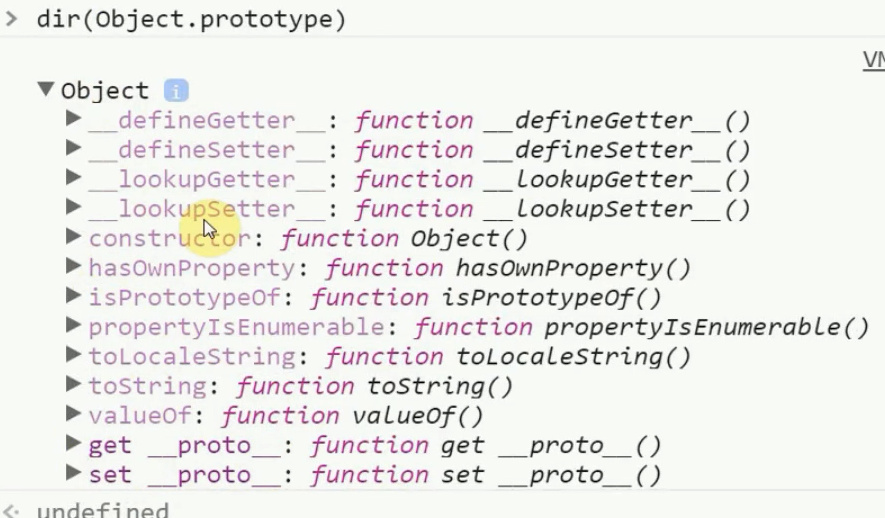 > dir(Object.prototype)
VM
▼ Object i
▶ __defineGetter__: function __defineGetter__()
▶ __defineSetter__: function __defineSetter__()
▶ __lookupGetter__: function __lookupGetter__()
▶ __lookupSetter__: function __lookupSetter__()
▶ constructor: function Object()
▶ hasOwnProperty: function hasOwnProperty()
▶ isPrototypeOf: function isPrototypeOf()
▶ propertyIsEnumerable: function propertyIsEnumerable()
▶ toLocaleString: function toLocaleString()
▶ toString: function toString()
▶ valueOf: function valueOf()
▶ get __proto__: function get __proto__()
▶ set __proto__: function set __proto__()
undefined